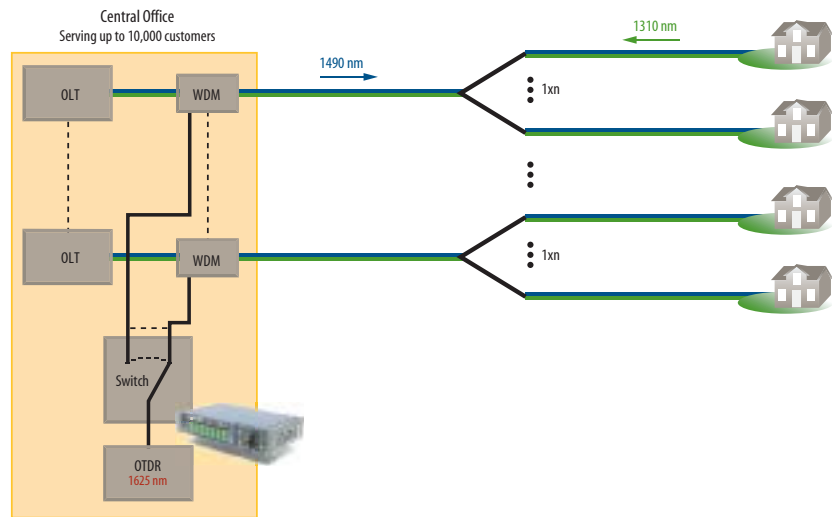 Central Office
Serving up to 10,000 customers
1310 nm
1490 nm
OLT
WDM
1xn
OLT
WDM
1xn
Switch
OTDR
1625 nm